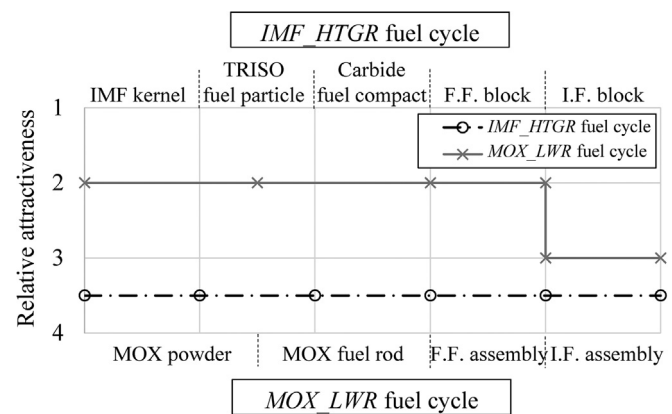 IMF_HTGR fuel cycle
IMF kernel
TRISO
fuel particle
Carbide
fuel compact
F.F. block
I.F. block
Relative attractiveness
1
2
3
4
IMF_HTGR fuel cycle
MOX_LWR fuel cycle
MOX powder
MOX fuel rod
F.F. assembly
I.F. assembly
MOX_LWR fuel cycle